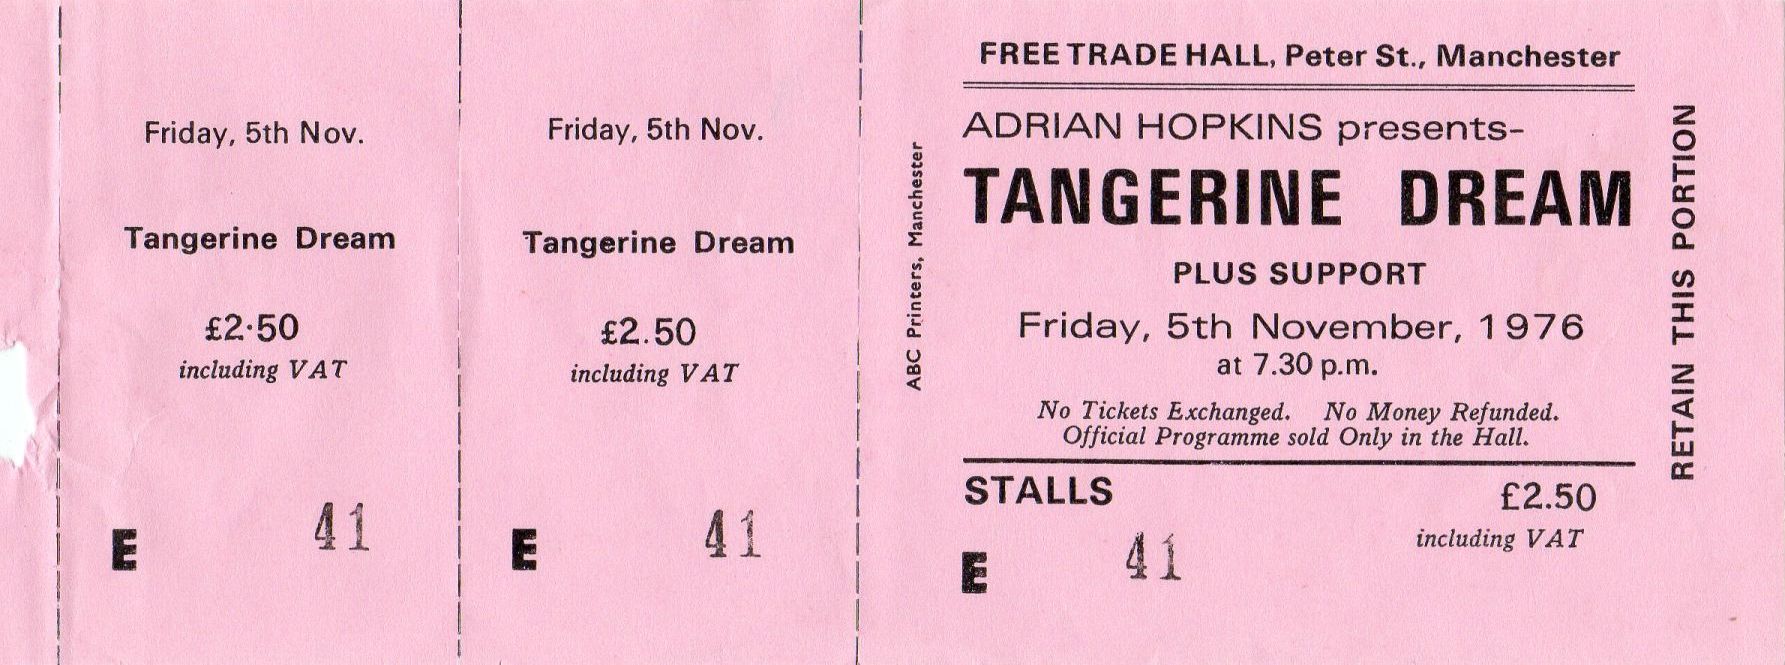 Friday, 5th Nov.
Tangerine Dream
£2·50
including VAT
E 41
Friday, 5th Nov.
Tangerine Dream
£2.50
including VAT
E 41
ABC Printers, Manchester
FREE TRADE HALL, Peter St., Manchester
ADRIAN HOPKINS presents-
TANGERINE DREAM
PLUS SUPPORT
Friday, 5th November, 1976
at 7.30 p.m.
No Tickets Exchanged. No Money Refunded.
Official Programme sold Only in the Hall.
STALLS £2.50
including VAT
E 41
RETAIN THIS PORTION